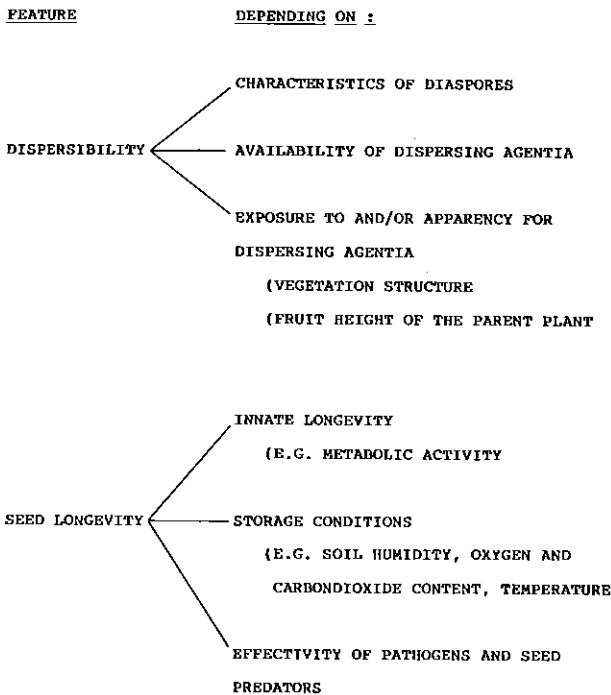 FEATURE DEPENDING ON :
CHARACTERISTICS OF DIASPORES
DISPERSIBILITY AVAILABILITY OF DISPERSING AGENTIA
EXPOSURE TO AND/OR APPARENCY FOR
DISPERSING AGENTIA
(VEGETATION STRUCTURE
(FRUIT HEIGHT OF THE PARENT PLANT
INNATE LONGEVITY
(E.G. METABOLIC ACTIVITY
SEED LONGEVITY STORAGE CONDITIONS
(E.G. SOIL HUMIDITY, OXYGEN AND
CARBONDIOXIDE CONTENT, TEMPERATURE
EFFECTIVITY OF PATHOGENS AND SEED
PREDATORS